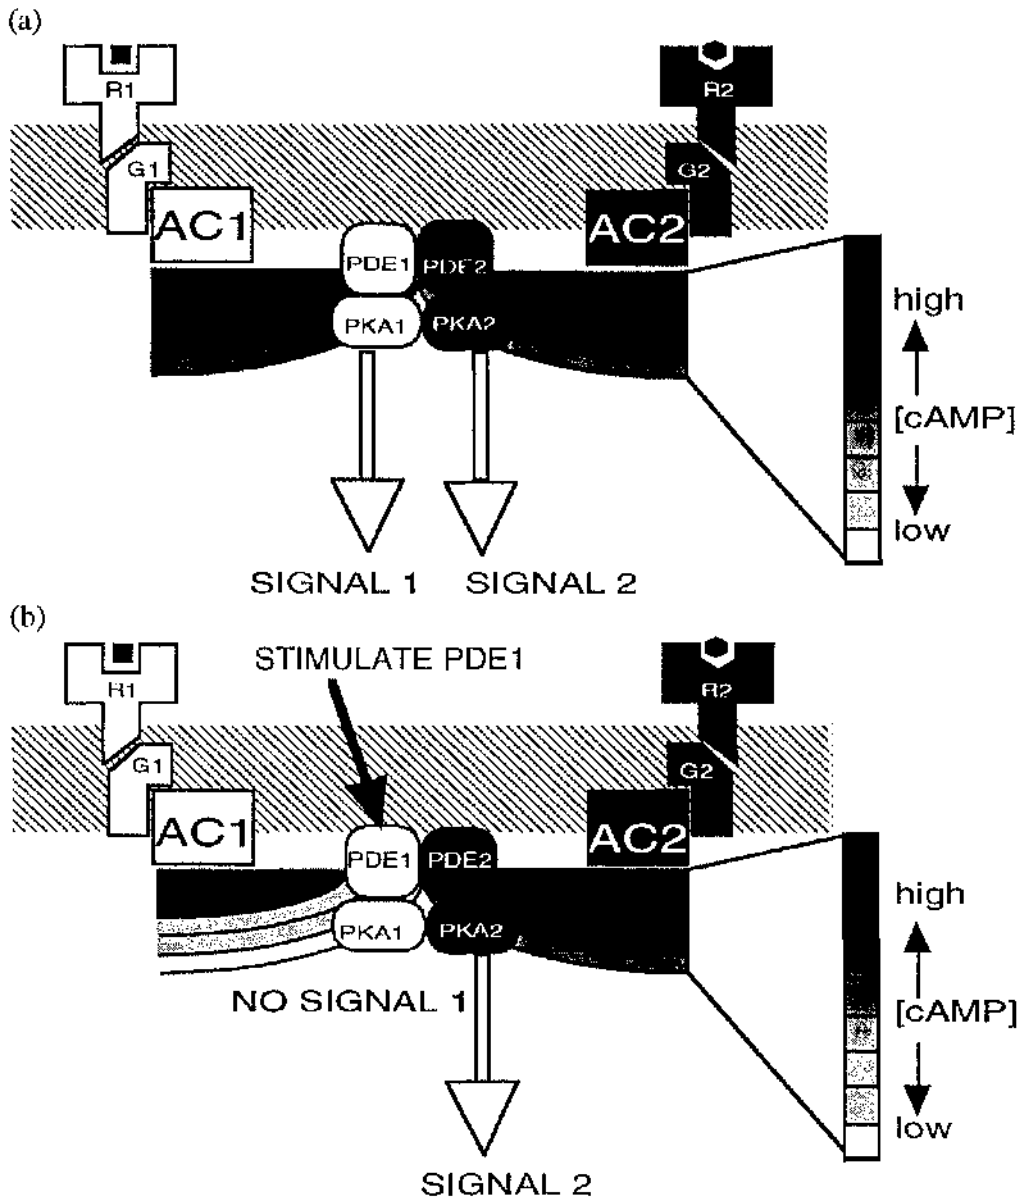 (a)
R1
R2
G1
G2
AC1
AC2
PDE1
PDE2
high
PKA1
PKA2
[cAMP]
low
SIGNAL 1
SIGNAL 2
(b)
STIMULATE PDE1
R1
R2
G1
G2
AC1
AC2
PDE1
PDE2
high
PKA1
PKA2
NO SIGNAL 1
[cAMP]
low
SIGNAL 2